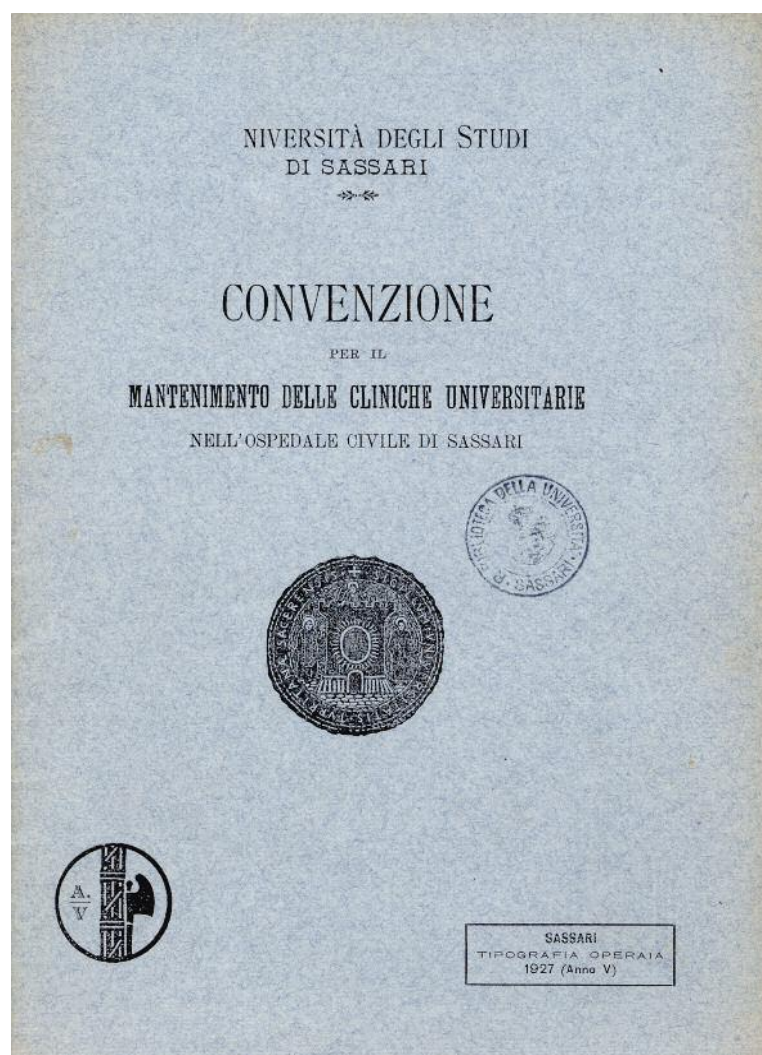 NIVERSITÀ DEGLI STUDI
DI SASSARI
CONVENZIONE
PER IL
MANTENIMENTO DELLE CLINICHE UNIVERSITARIE
NELL'OSPEDALE CIVILE DI SASSARI
R. BIBLIOTECA DELLA UNIVERSITA · SASSARI
A.
V
SASSARI
TIPOGRAFIA OPERAIA
1927 (Anno V)